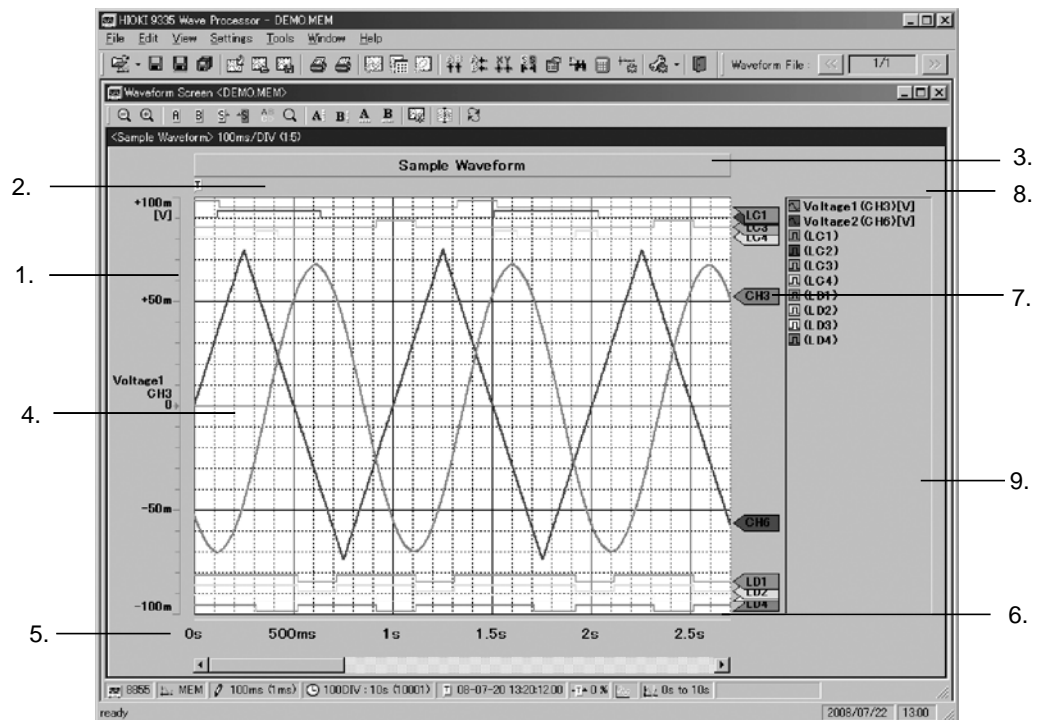 HIOKI 9335 Wave Processor - DEMO.MEM
File Edit View Settings Tools Window Help
Waveform File: << 1/1 >>
Waveform Screen <DEMO.MEM>
A B A B
<Sample Waveform> 100ms/DIV (1:5)
Sample Waveform
3.
2.
T
8.
+100m
[V]
LC1
LC3
LC4
Voltage1(CH3)[V]
Voltage2(CH6)[V]
(LC1)
(LC2)
(LC3)
(LC4)
(LD1)
(LD2)
(LD3)
(LD4)
1.
+50m
CH3
7.
Voltage1
CH3
0
4.
9.
-50m
CH6
LD1
LD2
LD4
-100m
6.
5.
0s 500ms 1s 1.5s 2s 2.5s
8855 MEM 100ms (1ms) 100DIV : 10s (10001) T 08-07-20 13:20:12.00 0 % 0s to 10s
ready 2008/07/22 13:00